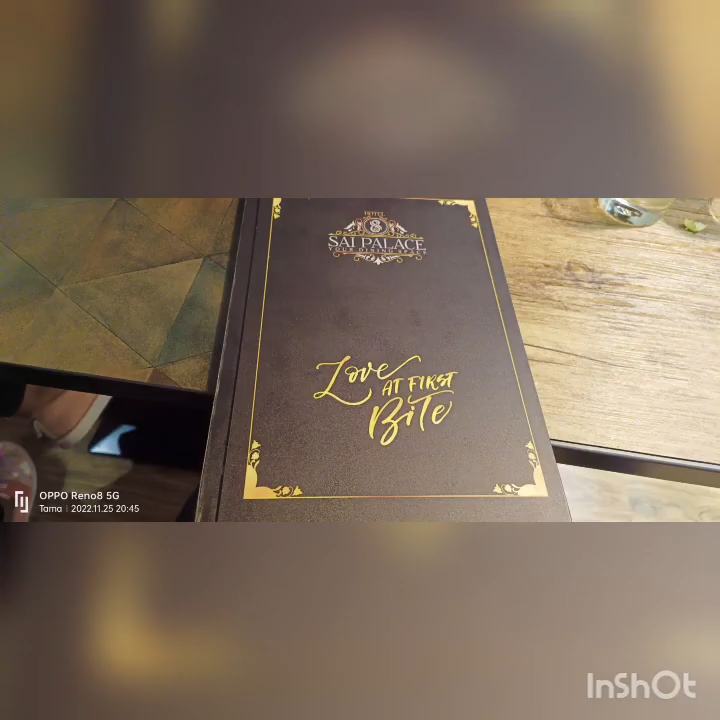 HOTEL
SAI PALACE
YOUR DINING SPACE
Love
AT FIRST
BiTe
OPPO Reno8 5G
Tama | 2022.11.25 20:45
InShOt